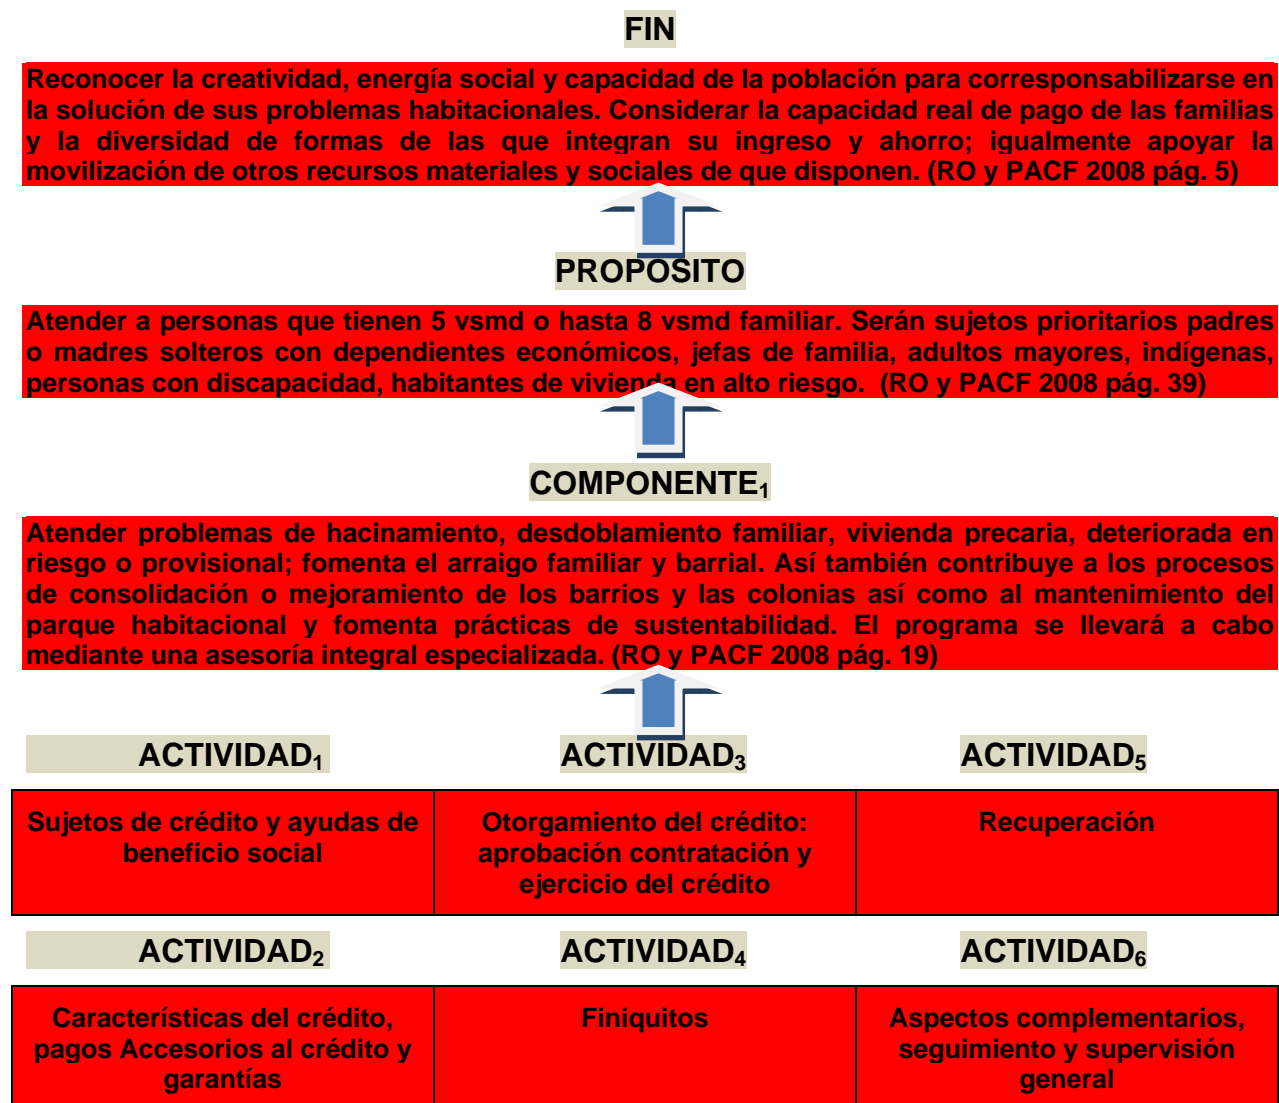 FIN
Reconocer la creatividad, energía social y capacidad de la población para corresponsabilizarse en
la solución de sus problemas habitacionales. Considerar la capacidad real de pago de las familias
y la diversidad de formas de las que integran su ingreso y ahorro; igualmente apoyar la
movilización de otros recursos materiales y sociales de que disponen. (RO y PACF 2008 pág. 5)
PROPOSITO
Atender a personas que tienen 5 vsmd o hasta 8 vsmd familiar. Serán sujetos prioritarios padres
o madres solteros con dependientes económicos, jefas de familia, adultos mayores, indígenas,
personas con discapacidad, habitantes de vivienda en alto riesgo. (RO y PACF 2008 pág. 39)
COMPONENTE1
Atender problemas de hacinamiento, desdoblamiento familiar, vivienda precaria, deteriorada en
riesgo o provisional; fomenta el arraigo familiar y barrial. Así también contribuye a los procesos
de consolidación o mejoramiento de los barrios y las colonias así como al mantenimiento del
parque habitacional y fomenta prácticas de sustentabilidad. El programa se llevará a cabo
mediante una asesoría integral especializada. (RO y PACF 2008 pág. 19)
ACTIVIDAD1 ACTIVIDAD3 ACTIVIDAD5
Sujetos de crédito y ayudas de
beneficio social
Otorgamiento del crédito:
aprobación contratación y
ejercicio del crédito
Recuperación
ACTIVIDAD2 ACTIVIDAD4 ACTIVIDAD6
Características del crédito,
pagos Accesorios al crédito y
garantías
Finiquitos
Aspectos complementarios,
seguimiento y supervisión
general